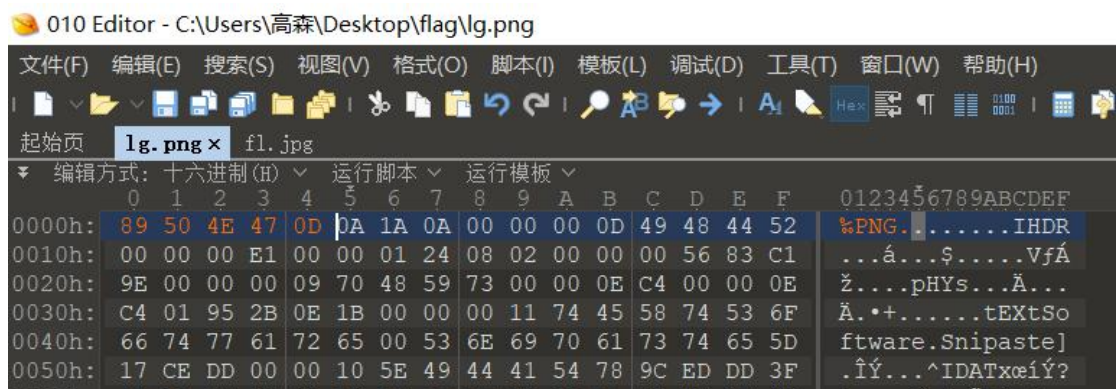 010 Editor - C:\Users\高森\Desktop\flag\lg.png
文件(F) 编辑(E) 搜索(S) 视图(V) 格式(O) 脚本(I) 模板(L) 调试(D) 工具(T) 窗口(W) 帮助(H)
Hex
起始页 lg.png × fl.jpg
编辑方式: 十六进制(H) 运行脚本 运行模板
0 1 2 3 4 5 6 7 8 9 A B C D E F 0123456789ABCDEF
0000h: 89 50 4E 47 0D 0A 1A 0A 00 00 00 0D 49 48 44 52 ‰PNG........IHDR
0010h: 00 00 00 E1 00 00 01 24 08 02 00 00 00 56 83 C1 ...á...$.....VƒÁ
0020h: 9E 00 00 00 09 70 48 59 73 00 00 0E C4 00 00 0E ž....pHYs...Ä...
0030h: C4 01 95 2B 0E 1B 00 00 00 11 74 45 58 74 53 6F Ä.•+......tEXtSo
0040h: 66 74 77 61 72 65 00 53 6E 69 70 61 73 74 65 5D ftware.Snipaste]
0050h: 17 CE DD 00 00 10 5E 49 44 41 54 78 9C ED DD 3F .ÎÝ...^IDATxœíÝ?